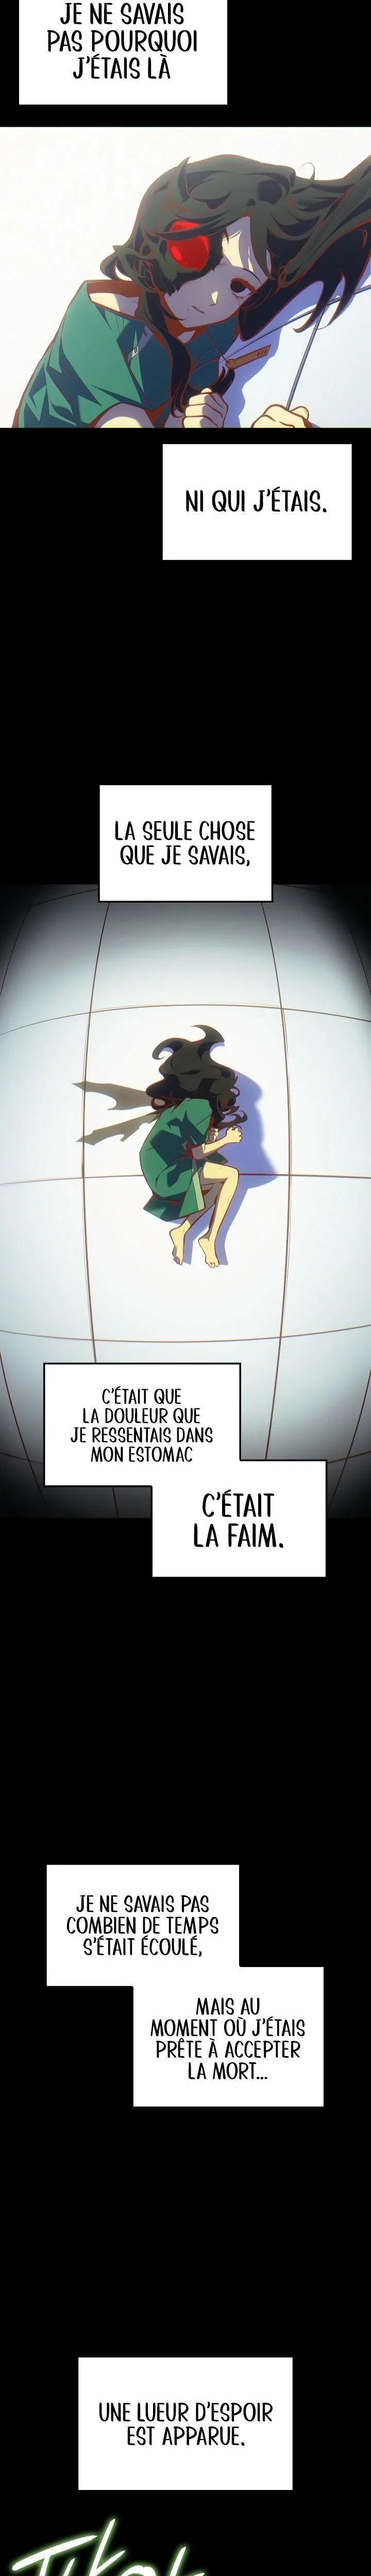 JE NE SAVAIS
PAS POURQUOI
J'ÉTAIS LÀ
NI QUI J'ÉTAIS.
LA SEULE CHOSE
QUE JE SAVAIS,
C'ÉTAIT QUE
LA DOULEUR QUE
JE RESSENTAIS DANS
MON ESTOMAC
C'ÉTAIT
LA FAIM.
JE NE SAVAIS PAS
COMBIEN DE TEMPS
S'ÉTAIT ÉCOULÉ,
MAIS AU
MOMENT OÙ J'ÉTAIS
PRÊTE À ACCEPTER
LA MORT...
UNE LUEUR D'ESPOIR
EST APPARUE.